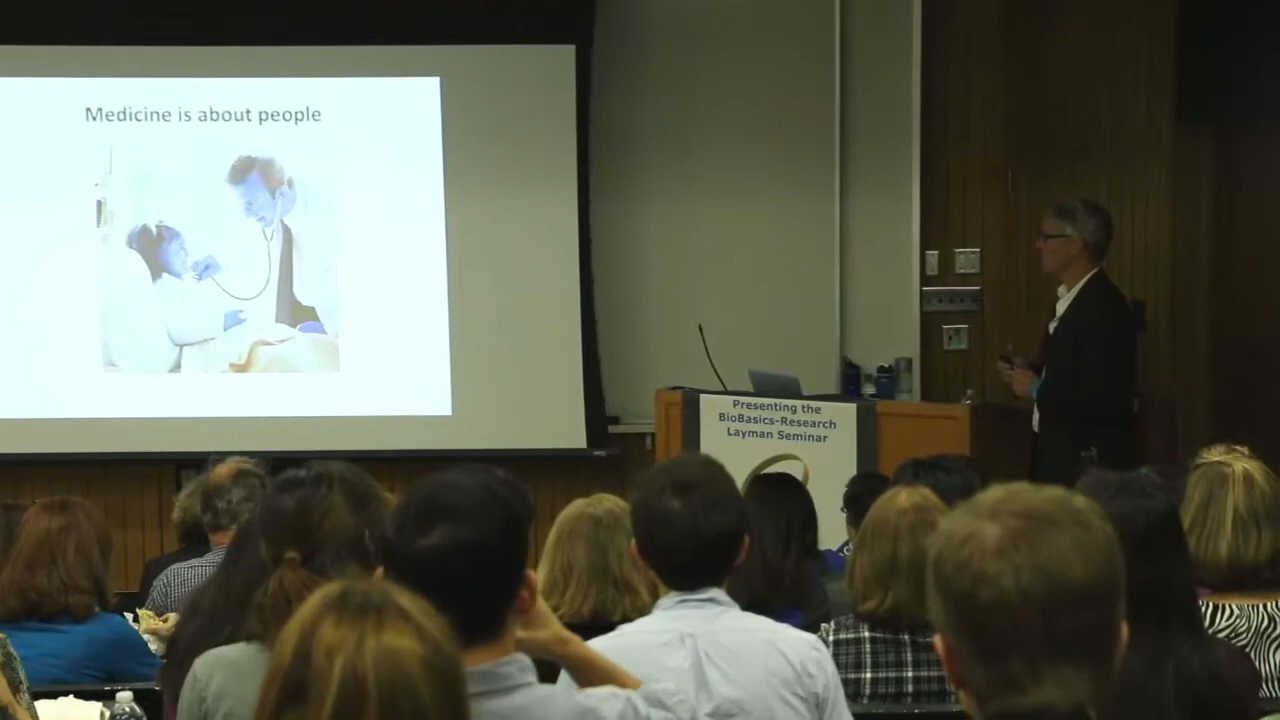 Medicine is about people
Presenting the
BioBasics-Research
Layman Seminar